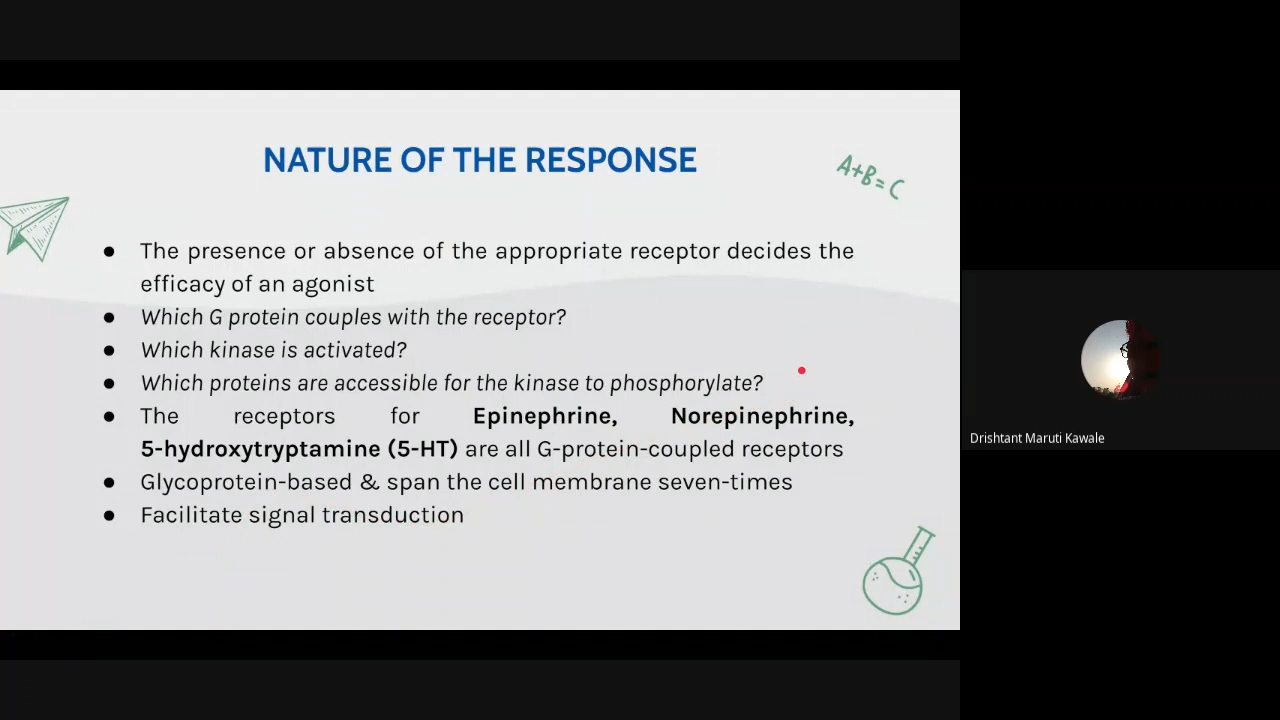 NATURE OF THE RESPONSE
A+B=C
● The presence or absence of the appropriate receptor decides the
efficacy of an agonist
● Which G protein couples with the receptor?
● Which kinase is activated?
● Which proteins are accessible for the kinase to phosphorylate?
● The receptors for Epinephrine, Norepinephrine,
5-hydroxytryptamine (5-HT) are all G-protein-coupled receptors
● Glycoprotein-based & span the cell membrane seven-times
● Facilitate signal transduction
Drishtant Maruti Kawale